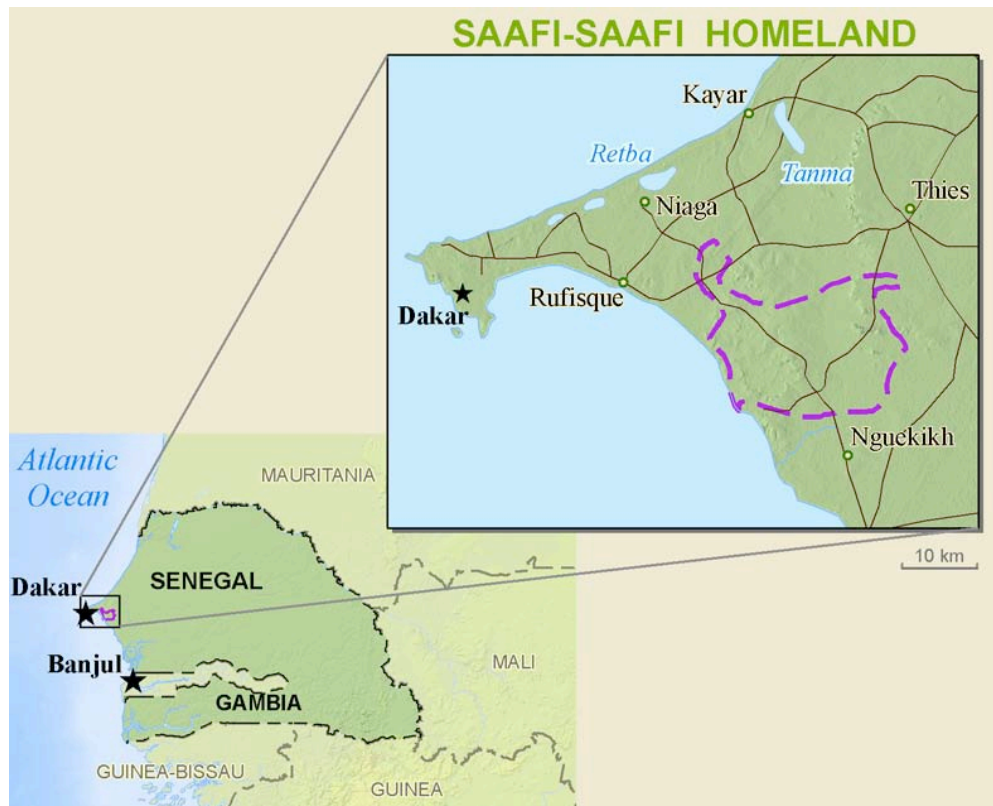 SAAFI-SAAFI HOMELAND
Kayar
Retba
Tanma
Thies
Niaga
Rufisque
Dakar
Nguekikh
10 km
Atlantic
Ocean
MAURITANIA
SENEGAL
Dakar
Banjul
MALI
GAMBIA
GUINEA-BISSAU
GUINEA